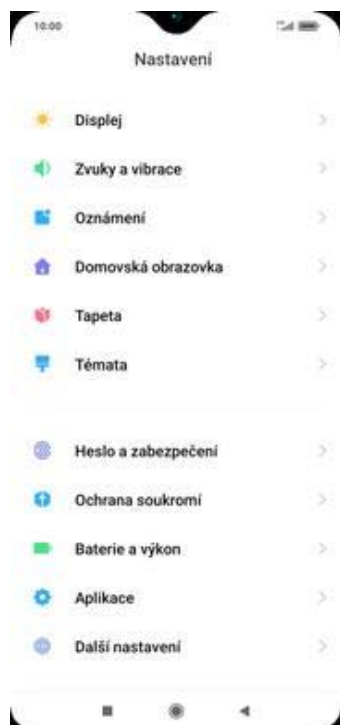 10:00
Nastavení
Displej
Zvuky a vibrace
Oznámení
Domovská obrazovka
Tapeta
Témata
Heslo a zabezpečení
Ochrana soukromí
Baterie a výkon
Aplikace
Další nastavení